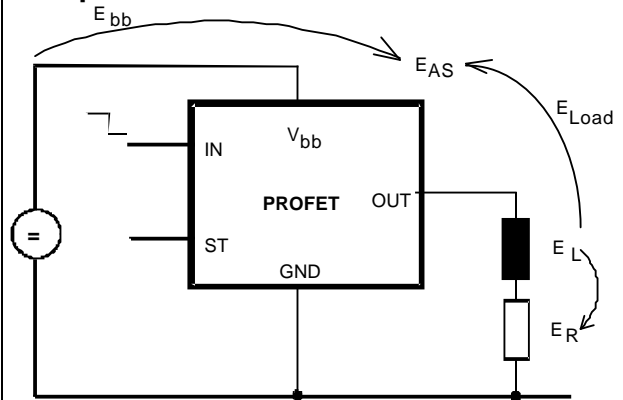 E bb
E AS
E Load
V bb
IN
PROFET
OUT
=
ST
E L
GND
E R